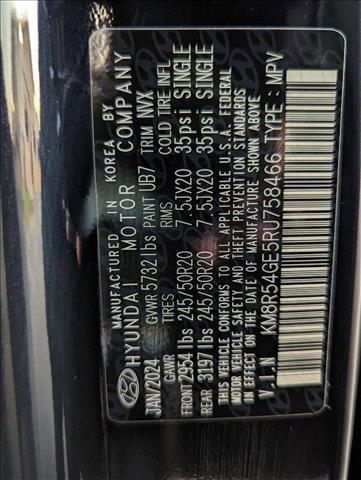 MFD. BY
HYUNDAI MOTOR COMPANY IN KOREA
JAN/2024 GVWR 5732 lbs PAINT UB7 TRIM NVX
GAWR TIRES RIMS COLD TIRE INFL
FRONT 2954 lbs 245/50R20 7.5JX20 35psi SINGLE
REAR 3197 lbs 245/50R20 7.5JX20 35psi SINGLE
THIS VEHICLE CONFORMS TO ALL APPLICABLE U.S.A. FEDERAL
MOTOR VEHICLE SAFETY, BUMPER, AND THEFT PREVENTION STANDARDS
IN EFFECT ON THE DATE OF MANUFACTURE SHOWN ABOVE.
V.I.N KM8R54GE5RU758466 TYPE : MPV